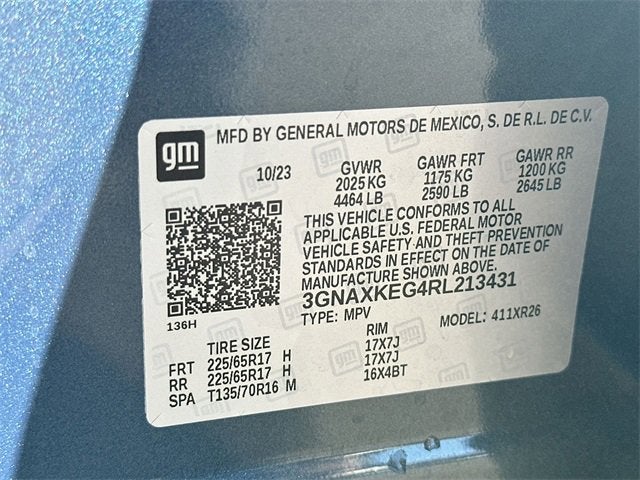 gm
MFD BY GENERAL MOTORS DE MEXICO, S. DE R.L. DE C.V.
10/23 GVWR GAWR FRT GAWR RR
2025 KG 1175 KG 1200 KG
4464 LB 2590 LB 2645 LB
THIS VEHICLE CONFORMS TO ALL
APPLICABLE U.S. FEDERAL MOTOR
VEHICLE SAFETY AND THEFT PREVENTION
STANDARDS IN EFFECT ON THE DATE OF
MANUFACTURE SHOWN ABOVE.
3GNAXKEG4RL213431
136H
TYPE: MPV MODEL: 411XR26
TIRE SIZE RIM
FRT 225/65R17 H 17X7J
RR 225/65R17 H 17X7J
SPA T135/70R16 M 16X4BT